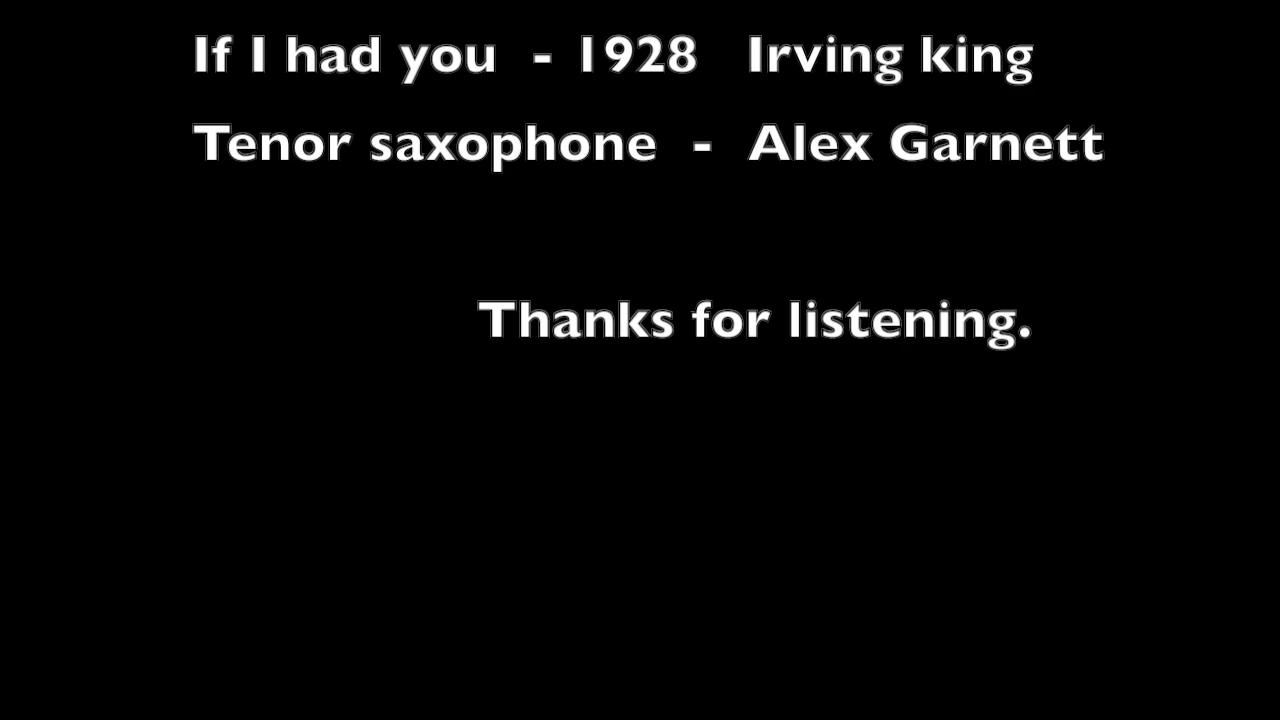 If I had you - 1928 Irving king
Tenor saxophone - Alex Garnett
Thanks for listening.